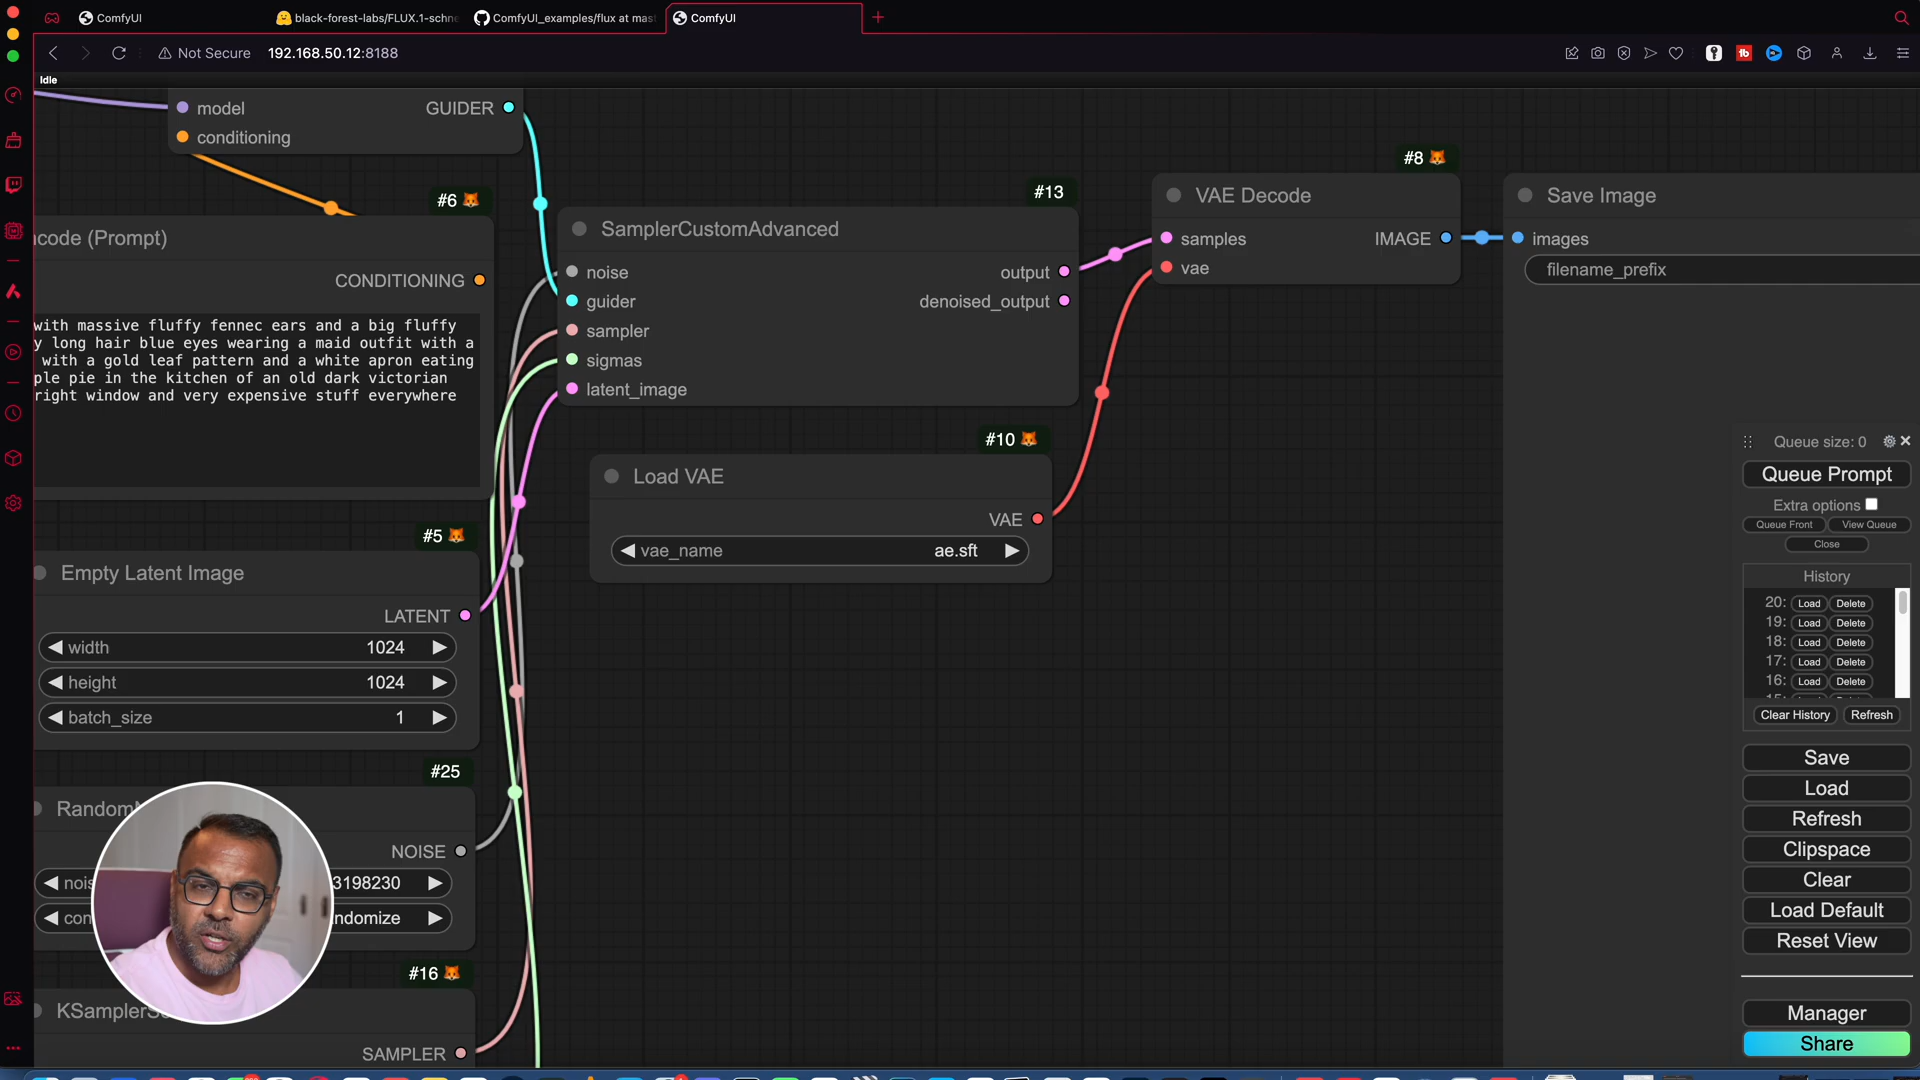 ComfyUI
black-forest-labs/FLUX.1-schne
ComfyUI_examples/flux at mas
ComfyUI
Not Secure
192.168.50.12:8188
Idle
model
GUIDER
conditioning
#6
ncode (Prompt)
CONDITIONING
with massive fluffy fennec ears and a big fluffy
y long hair blue eyes wearing a maid outfit with a
with a gold leaf pattern and a white apron eating
ple pie in the kitchen of an old dark victorian
right window and very expensive stuff everywhere
#5
Empty Latent Image
LATENT
width 1024
height 1024
batch_size 1
#25
RandomN
NOISE
nois 3198230
con ndomize
#16
KSamplerS
SAMPLER
#13
SamplerCustomAdvanced
noise output
guider denoised_output
sampler
sigmas
latent_image
#10
Load VAE
VAE
vae_name ae.sft
#8
VAE Decode
samples IMAGE
vae
Save Image
images
filename_prefix
Queue size: 0
Queue Prompt
Extra options
Queue Front View Queue
Close
History
20: Load Delete
19: Load Delete
18: Load Delete
17: Load Delete
16: Load Delete
Clear History Refresh
Save
Load
Refresh
Clipspace
Clear
Load Default
Reset View
Manager
Share